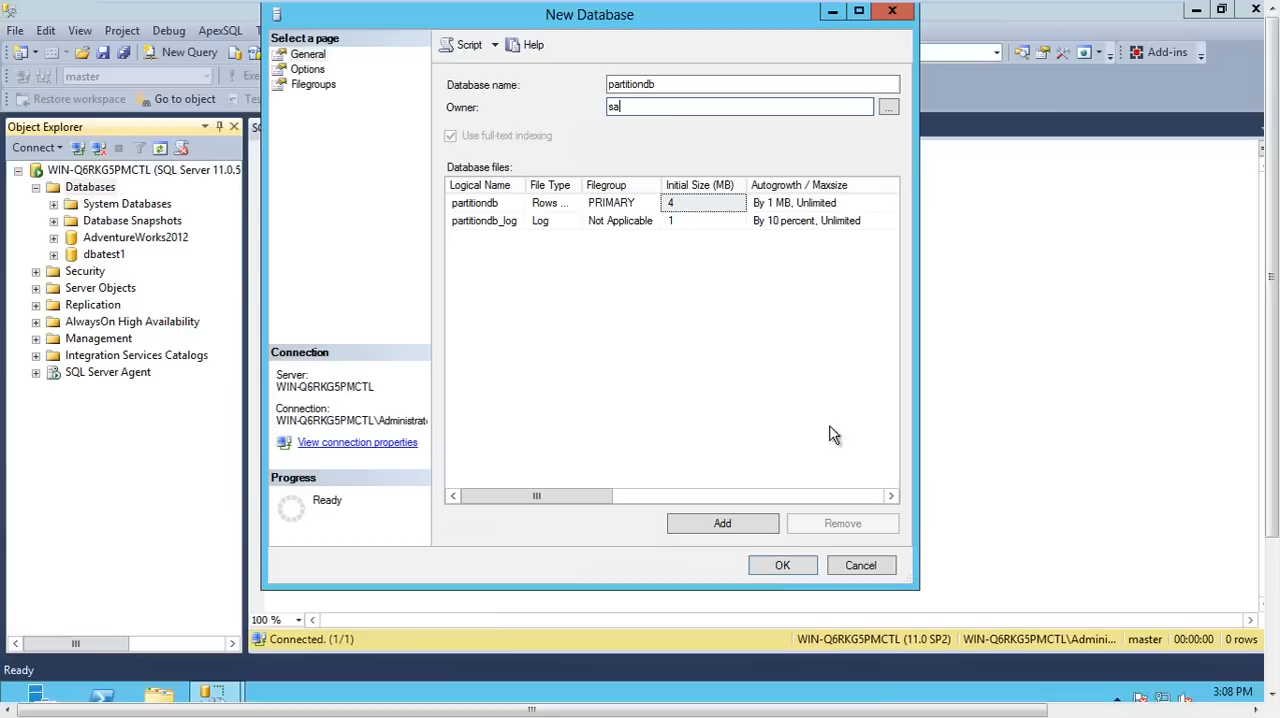 New Database
File Edit View Project Debug SQL ApexSQL T
New Query
master Exe
Restore workspace Go to object
Add-ins
Object Explorer
Connect
WIN-Q6RKG5PMCTL (SQL Server 11.0.5
Databases
System Databases
Database Snapshots
AdventureWorks2012
dbatest1
Security
Server Objects
Replication
AlwaysOn High Availability
Management
Integration Services Catalogs
SQL Server Agent
Select a page
General
Options
Filegroups
Connection
Server:
WIN-Q6RKG5PMCTL
Connection:
WIN-Q6RKG5PMCTL\Administrato
View connection properties
Progress
Ready
Script Help
Database name: partitiondb
Owner: sa ...
Use full-text indexing
Database files:
Logical Name File Type Filegroup Initial Size (MB) Autogrowth / Maxsize
partitiondb Rows ... PRIMARY 4 By 1 MB, Unlimited
partitiondb_log Log Not Applicable 1 By 10 percent, Unlimited
Add Remove
OK Cancel
100 %
Connected. (1/1) WIN-Q6RKG5PMCTL (11.0 SP2) WIN-Q6RKG5PMCTL\Admini... master 00:00:00 0 rows
Ready
3:08 PM